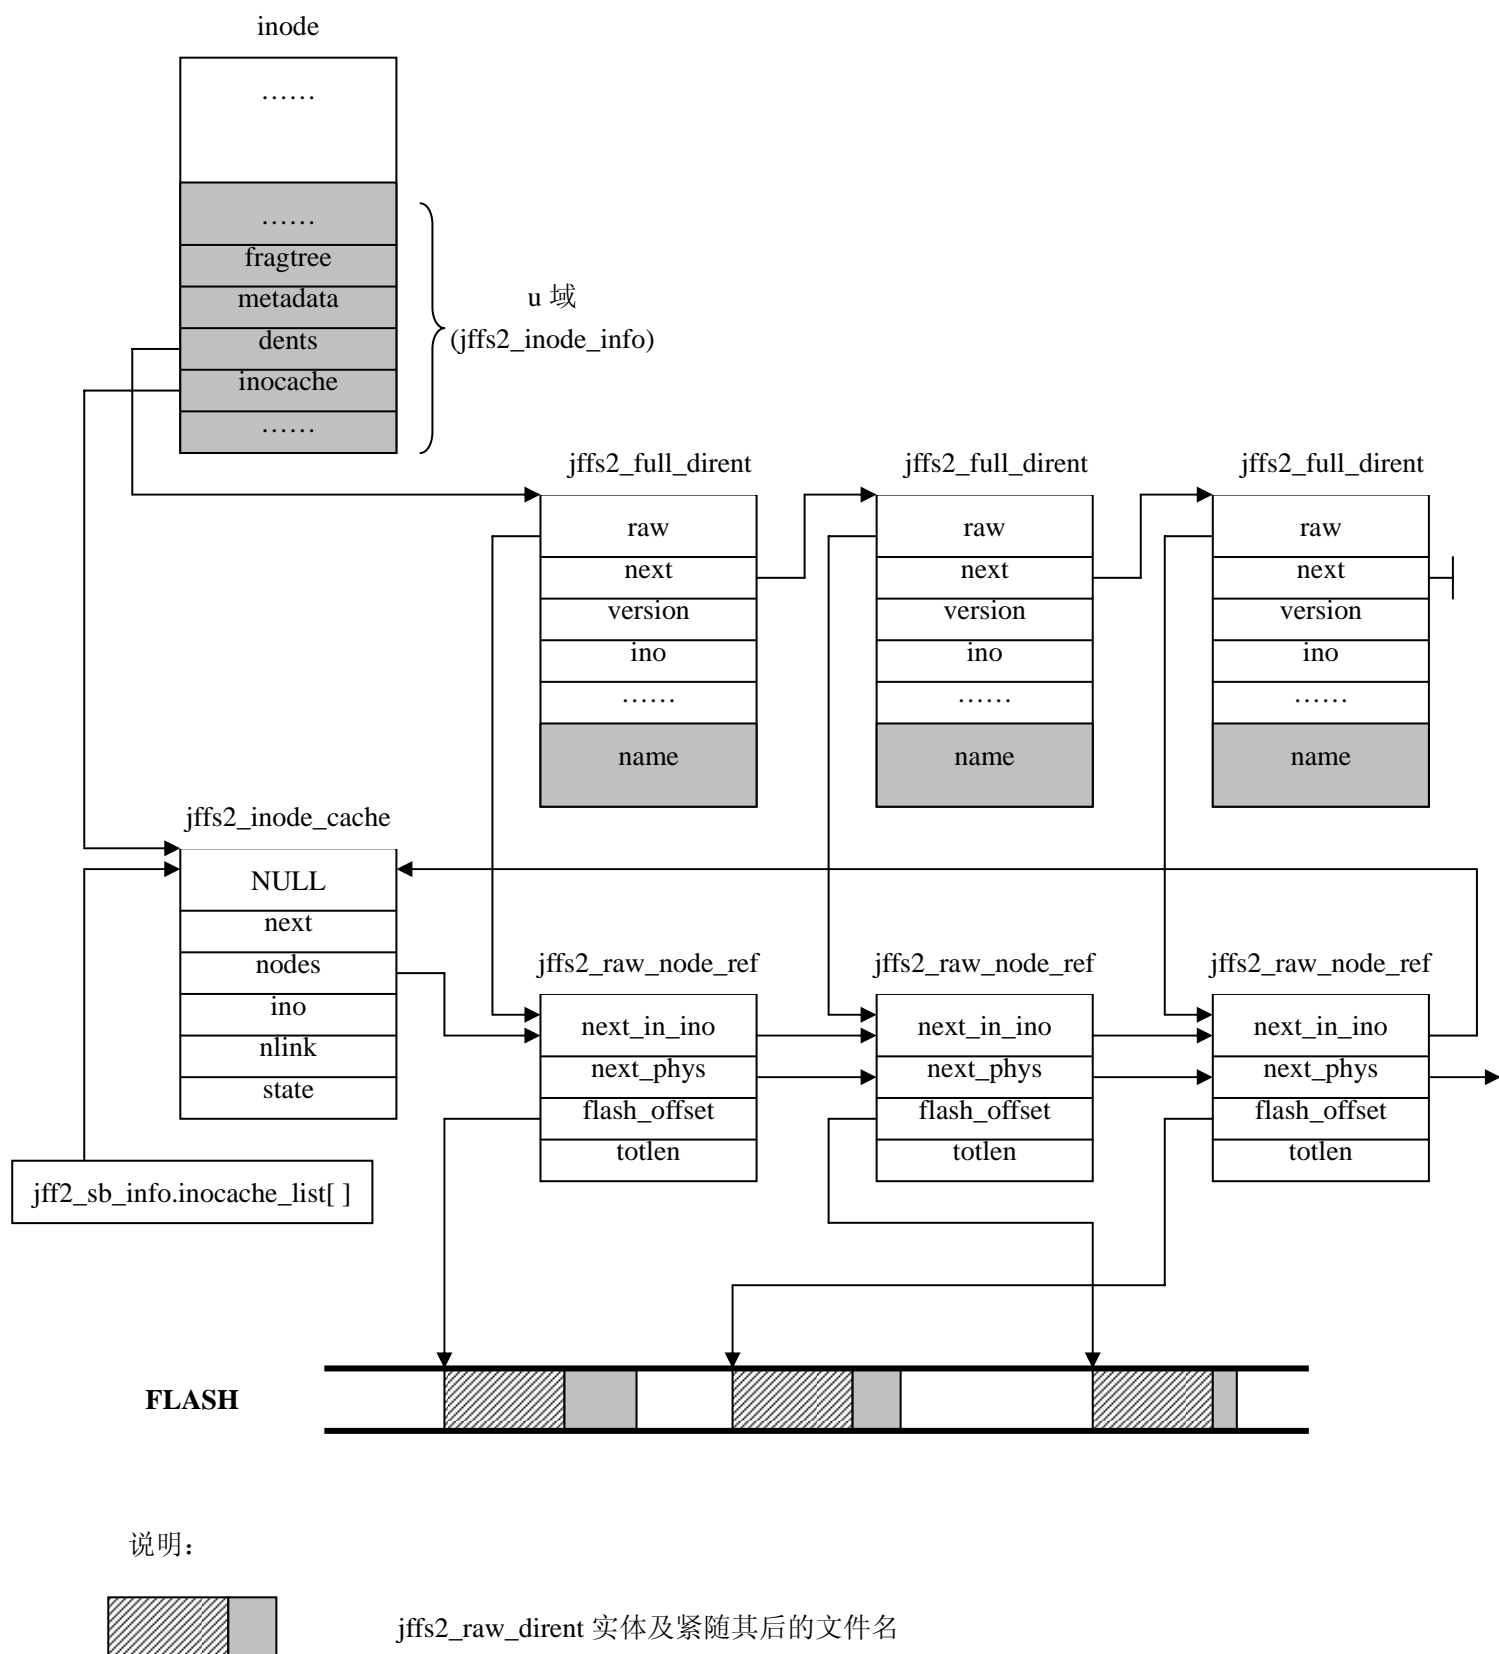 inode
……
……
fragtree
metadata
dents
inocache
……
u 域
(jffs2_inode_info)
jffs2_full_dirent
raw
next
version
ino
……
name
jffs2_full_dirent
raw
next
version
ino
……
name
jffs2_full_dirent
raw
next
version
ino
……
name
jffs2_inode_cache
NULL
next
nodes
ino
nlink
state
jff2_sb_info.inocache_list[ ]
jffs2_raw_node_ref
next_in_ino
next_phys
flash_offset
totlen
jffs2_raw_node_ref
next_in_ino
next_phys
flash_offset
totlen
jffs2_raw_node_ref
next_in_ino
next_phys
flash_offset
totlen
FLASH
说明：
jffs2_raw_dirent 实体及紧随其后的文件名